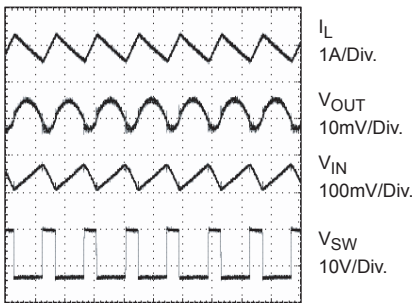 IL
1A/Div.
VOUT
10mV/Div.
VIN
100mV/Div.
VSW
10V/Div.